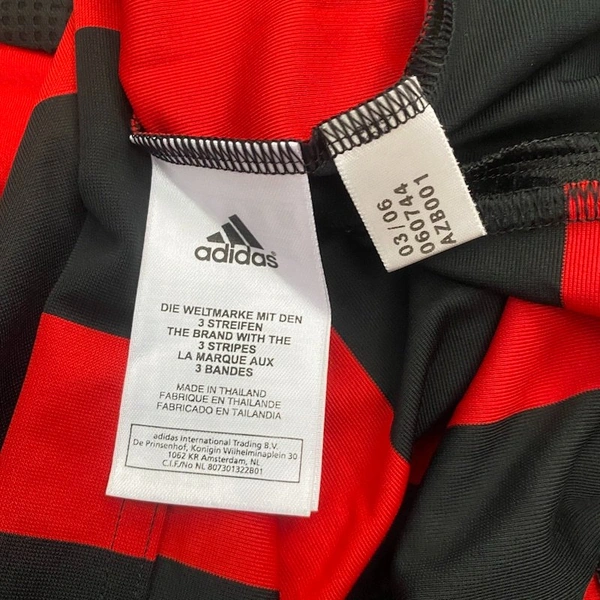 adidas
DIE WELTMARKE MIT DEN
3 STREIFEN
THE BRAND WITH THE
3 STRIPES
LA MARQUE AUX
3 BANDES
MADE IN THAILAND
FABRIQUE EN THAILANDE
FABRICADO EN TAILANDIA
adidas International Trading B.V.
De Prinsenhof, Konigin Wilhelminaplein 30
1062 KR Amsterdam, NL
C.I.F./No NL 807301322B01
03/06
060744
AZB001